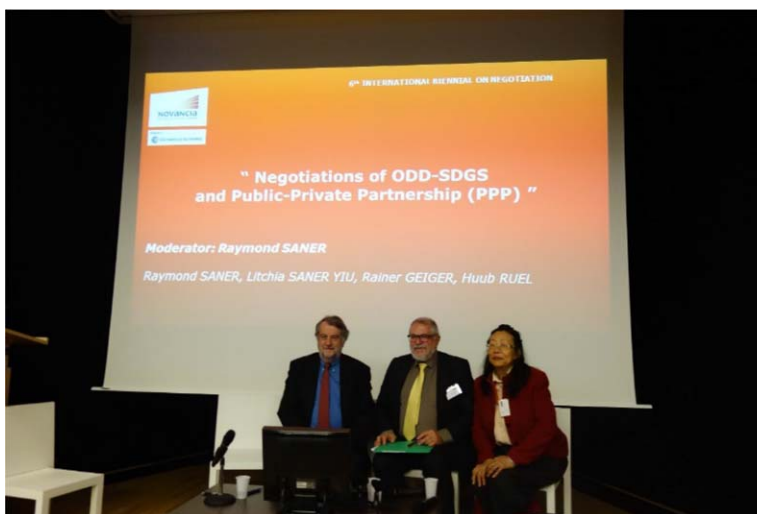 6th INTERNATIONAL BIENNIAL ON NEGOTIATION
NOVANCIA
" Negotiations of ODD-SDGS
and Public-Private Partnership (PPP) "
Moderator: Raymond SANER
Raymond SANER, Litchia SANER YIU, Rainer GEIGER, Huub RUEL